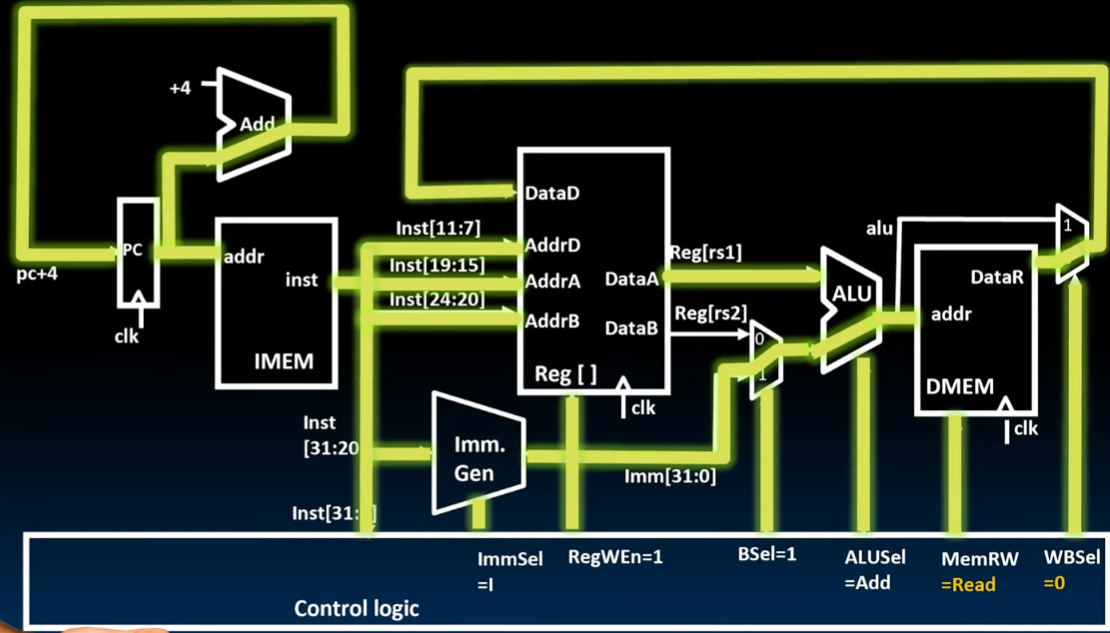 +4
Add
pc+4
PC
clk
addr
inst
IMEM
Inst[11:7]
Inst[19:15]
Inst[24:20]
DataD
AddrD
AddrA
AddrB
DataA
DataB
Reg [ ]
clk
Reg[rs1]
Reg[rs2]
0
1
ALU
alu
DataR
addr
DMEM
clk
1
Inst
[31:20
Imm.
Gen
Imm[31:0]
Inst[31:
ImmSel
=I
RegWEn=1
BSel=1
ALUSel
=Add
MemRW
=Read
WBSel
=0
Control logic